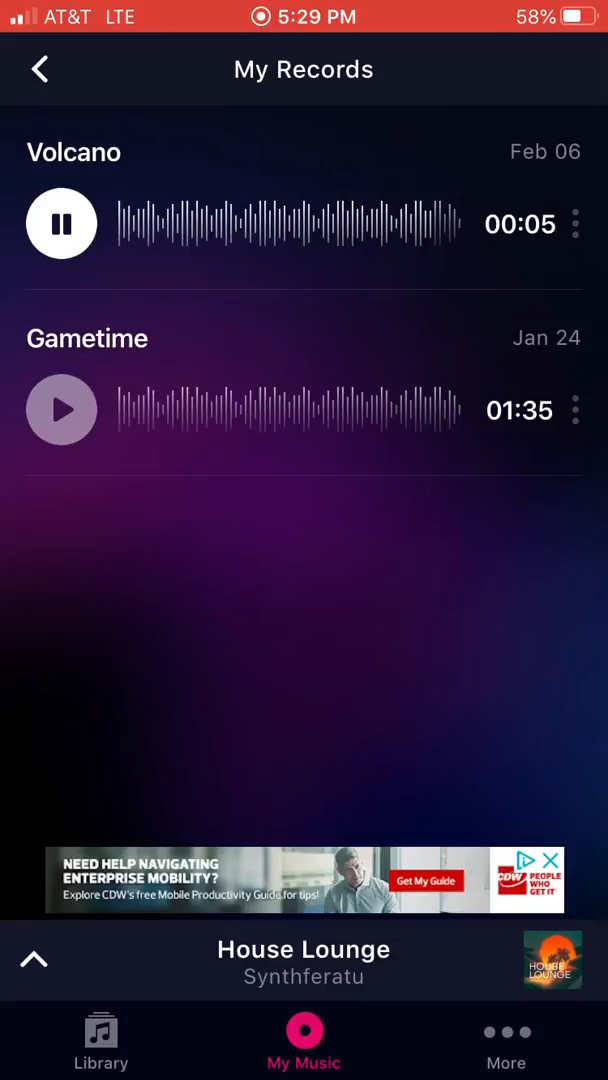 AT&T LTE 5:29 PM 58%
My Records
Volcano Feb 06
00:05
Gametime Jan 24
01:35
NEED HELP NAVIGATING
ENTERPRISE MOBILITY?
Explore CDW's free Mobile Productivity Guide for tips!
Get My Guide
CDW PEOPLE
WHO
GET IT
House Lounge
Synthferatu
HOUSE
LOUNGE
Library My Music More